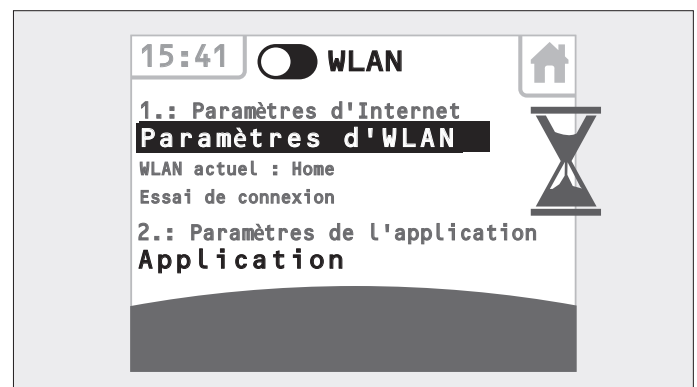 15:41 WLAN
1.: Paramètres d'Internet
Paramètres d'WLAN
WLAN actuel : Home
Essai de connexion
2.: Paramètres de l'application
Application